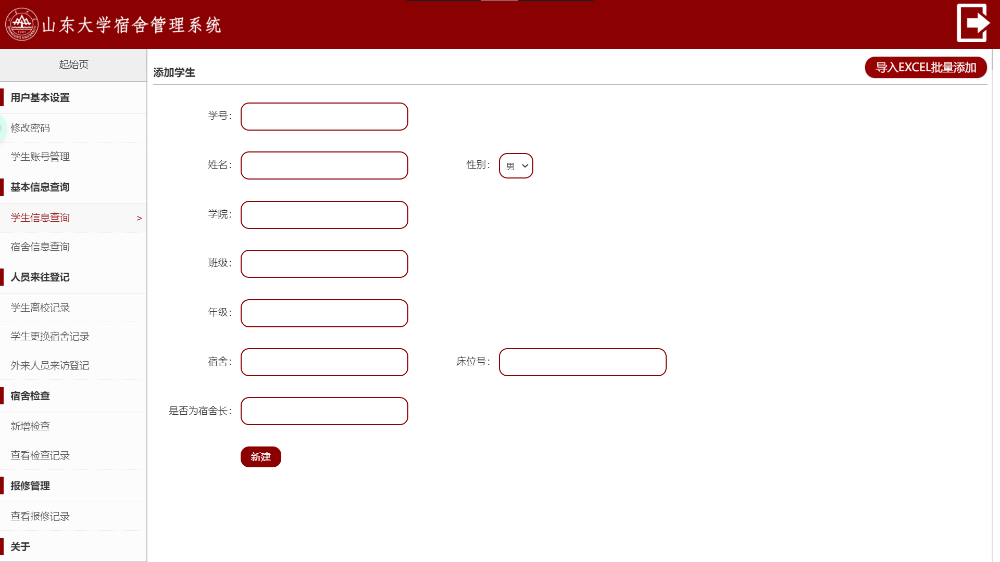 山东大学宿舍管理系统
SHANDONG UNIVERSITY
1901
起始页
用户基本设置
修改密码
学生账号管理
基本信息查询
学生信息查询 >
宿舍信息查询
人员来往登记
学生离校记录
学生更换宿舍记录
外来人员来访登记
宿舍检查
新增检查
查看检查记录
报修管理
查看报修记录
关于
添加学生
导入EXCEL批量添加
学号：
姓名：
性别： 男
学院：
班级：
年级：
宿舍：
床位号：
是否为宿舍长：
新建